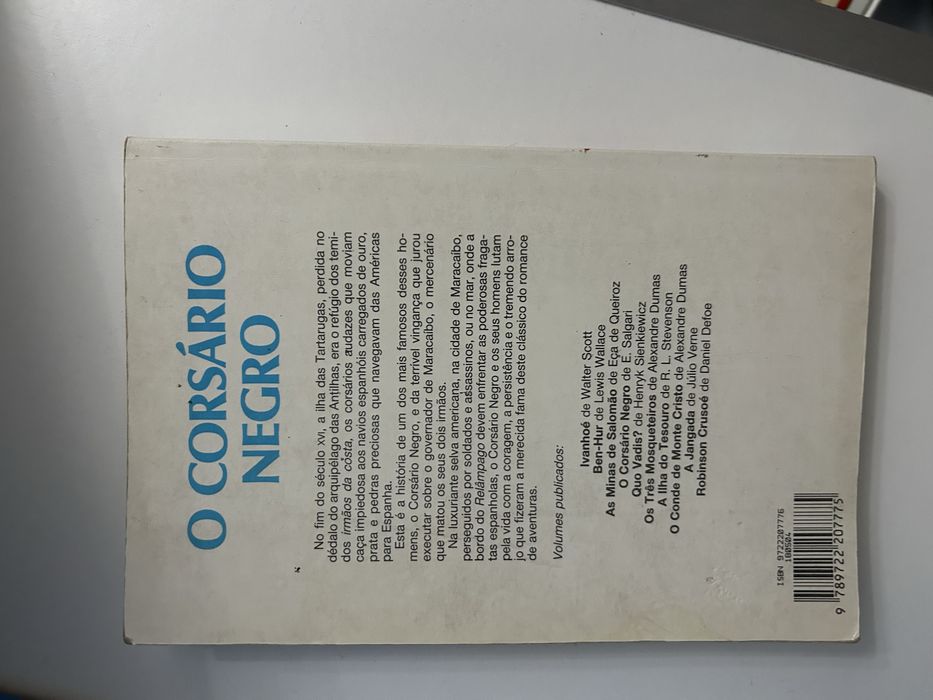 O CORSÁRIO
NEGRO
No fim do século XVI, a ilha das Tartarugas, perdida no
dédalo do arquipélago das Antilhas, era o refúgio dos temi-
dos irmãos da costa, os corsários audazes que moviam
caça impiedosa aos navios espanhóis carregados de ouro,
prata e pedras preciosas que navegavam das Américas
para Espanha.
Esta é a história de um dos mais famosos desses ho-
mens, o Corsário Negro, e da terrível vingança que jurou
executar sobre o governador de Maracaíbo, o mercenário
que matou os seus dois irmãos.
Na luxuriante selva americana, na cidade de Maracaíbo,
perseguidos por soldados e assassinos, ou no mar, onde a
bordo do Relâmpago devem enfrentar as poderosas fraga-
tas espanholas, o Corsário Negro e os seus homens lutam
pela vida com a coragem, a persistência e o tremendo arro-
jo que fizeram a merecida fama deste clássico do romance
de aventuras.
Volumes publicados:
Ivanhoé de Walter Scott
Ben-Hur de Lewis Wallace
As Minas de Salomão de Eça de Queiroz
O Corsário Negro de E. Salgari
Quo Vadis? de Henryk Sienkiewicz
Os Três Mosqueteiros de Alexandre Dumas
A Ilha do Tesouro de R. L. Stevenson
O Conde de Monte Cristo de Alexandre Dumas
A Jangada de Júlio Verne
Robinson Crusoé de Daniel Defoe
ISBN 9722207776
180504
9 789722 207775